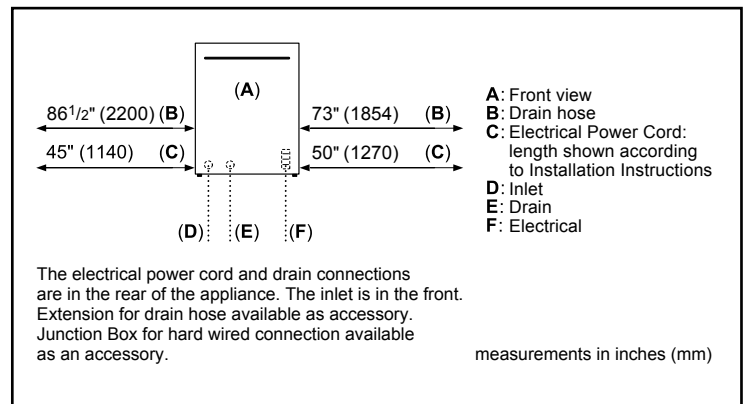 (A)
86 1/2" (2200) (B)
73" (1854) (B)
45" (1140) (C)
50" (1270) (C)
(D)
(E)
(F)
A: Front view
B: Drain hose
C: Electrical Power Cord:
length shown according
to Installation Instructions
D: Inlet
E: Drain
F: Electrical
The electrical power cord and drain connections
are in the rear of the appliance. The inlet is in the front.
Extension for drain hose available as accessory.
Junction Box for hard wired connection available
as an accessory.
measurements in inches (mm)